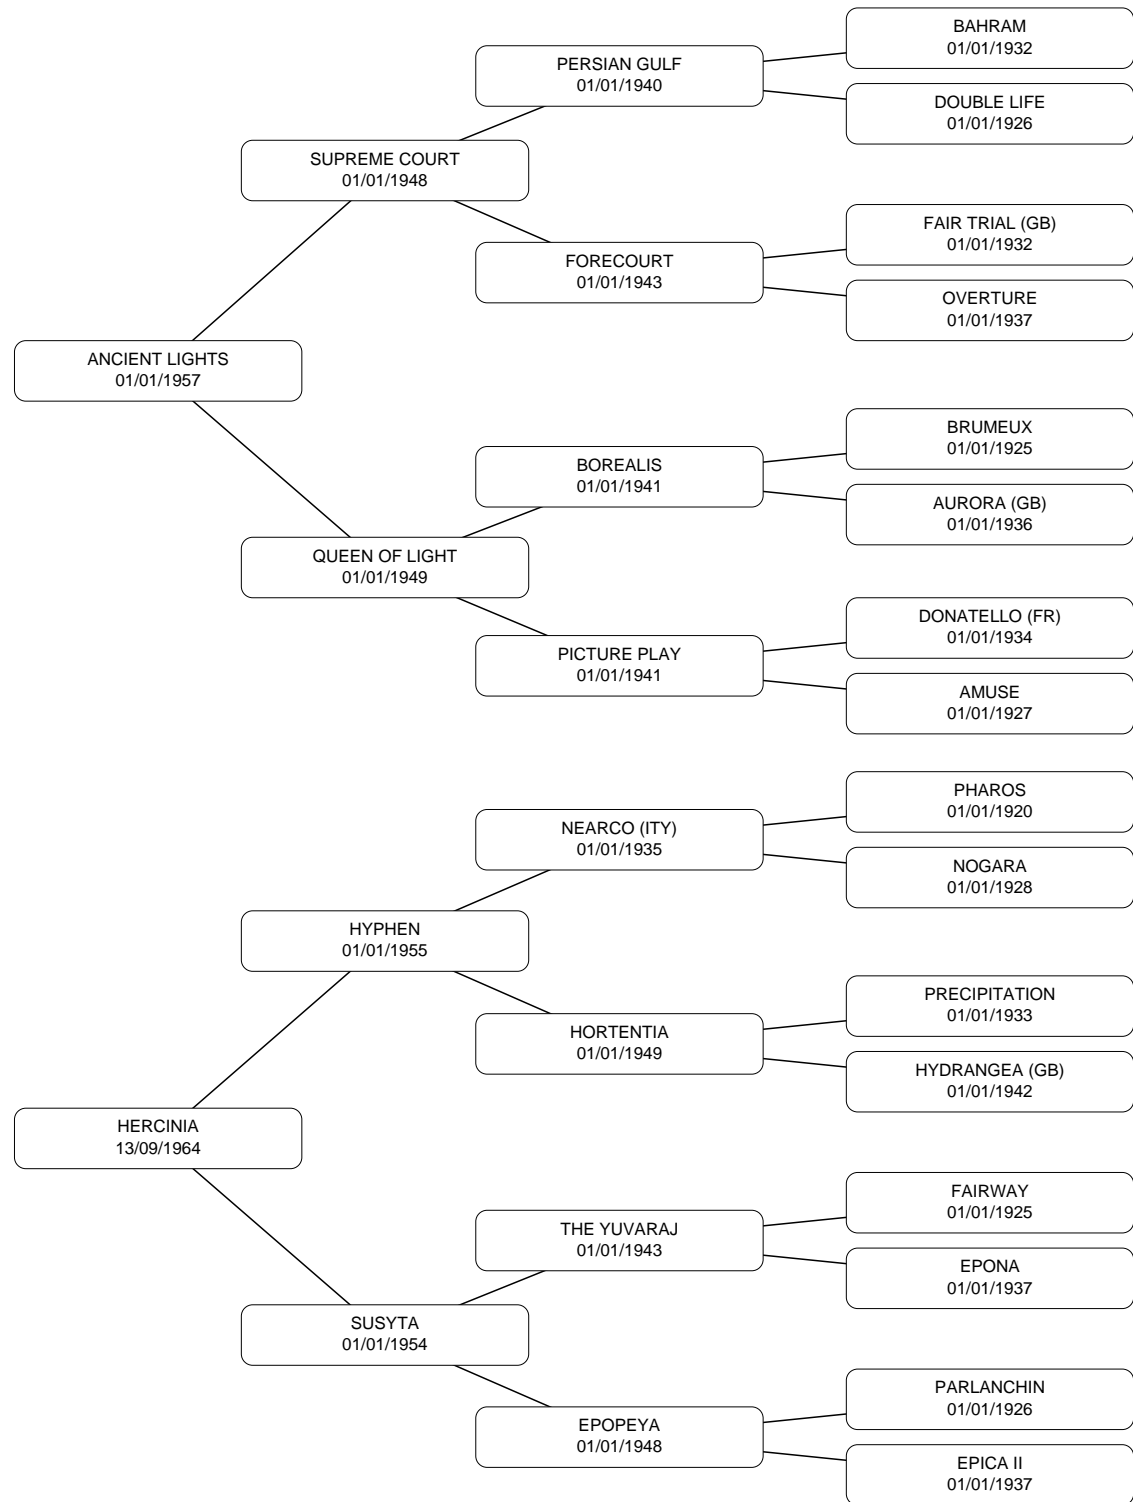 BAHRAM
01/01/1932
PERSIAN GULF
01/01/1940
DOUBLE LIFE
01/01/1926
SUPREME COURT
01/01/1948
FAIR TRIAL (GB)
01/01/1932
FORECOURT
01/01/1943
OVERTURE
01/01/1937
ANCIENT LIGHTS
01/01/1957
BRUMEUX
01/01/1925
BOREALIS
01/01/1941
AURORA (GB)
01/01/1936
QUEEN OF LIGHT
01/01/1949
DONATELLO (FR)
01/01/1934
PICTURE PLAY
01/01/1941
AMUSE
01/01/1927
PHAROS
01/01/1920
NEARCO (ITY)
01/01/1935
NOGARA
01/01/1928
HYPHEN
01/01/1955
PRECIPITATION
01/01/1933
HORTENTIA
01/01/1949
HYDRANGEA (GB)
01/01/1942
HERCINIA
13/09/1964
FAIRWAY
01/01/1925
THE YUVARAJ
01/01/1943
EPONA
01/01/1937
SUSYTA
01/01/1954
PARLANCHIN
01/01/1926
EPOPEYA
01/01/1948
EPICA II
01/01/1937